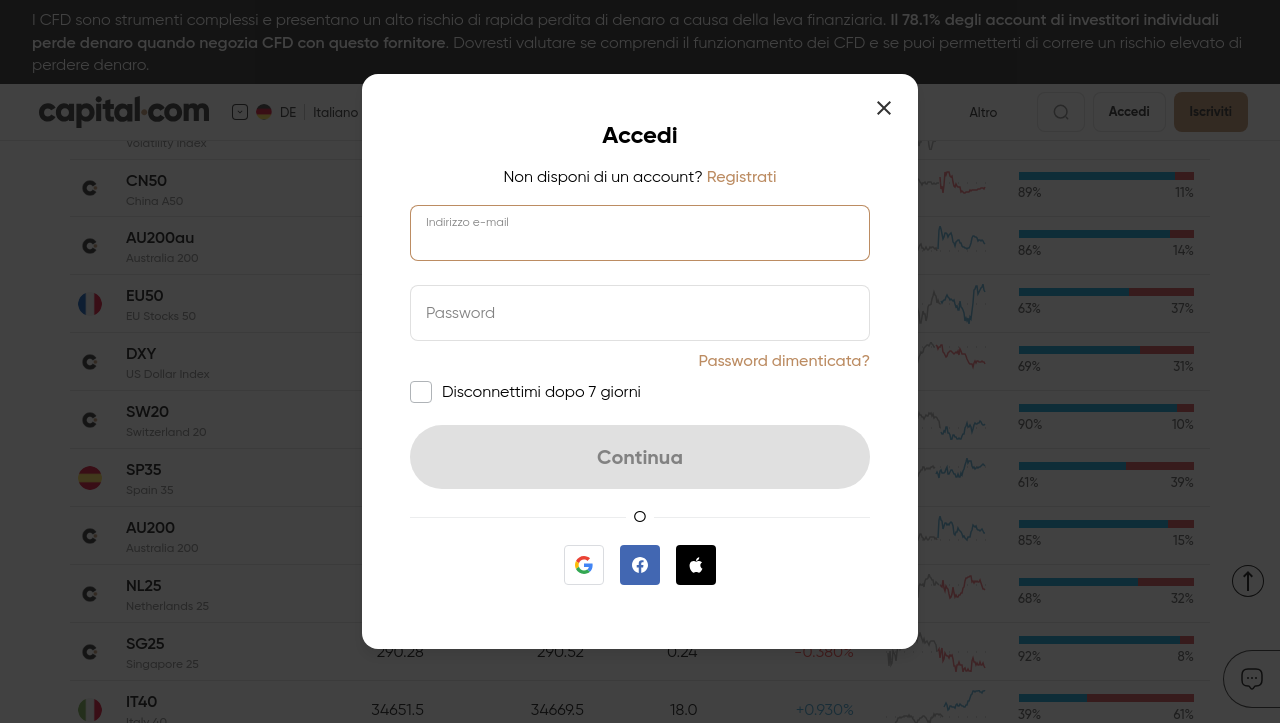 I CFD sono strumenti complessi e presentano un alto rischio di rapida perdita di denaro a causa della leva finanziaria. Il 78.1% degli account di investitori individuali
perde denaro quando negozia CFD con questo fornitore. Dovresti valutare se comprendi il funzionamento dei CFD e se puoi permetterti di correre un rischio elevato di
perdere denaro.
capital.com DE Italiano Altro Accedi Iscriviti
Accedi
Non disponi di un account? Registrati
Indirizzo e-mail
Password
Password dimenticata?
Disconnettimi dopo 7 giorni
Continua
O
Volatility Index
CN50
China A50
89% 11%
AU200au
Australia 200
86% 14%
EU50
EU Stocks 50
63% 37%
DXY
US Dollar Index
69% 31%
SW20
Switzerland 20
90% 10%
SP35
Spain 35
61% 39%
AU200
Australia 200
85% 15%
NL25
Netherlands 25
68% 32%
SG25
Singapore 25
290.28 290.52 0.24 -0.380%
92% 8%
IT40
Italy 40
34651.5 34669.5 18.0 +0.930%
39% 61%